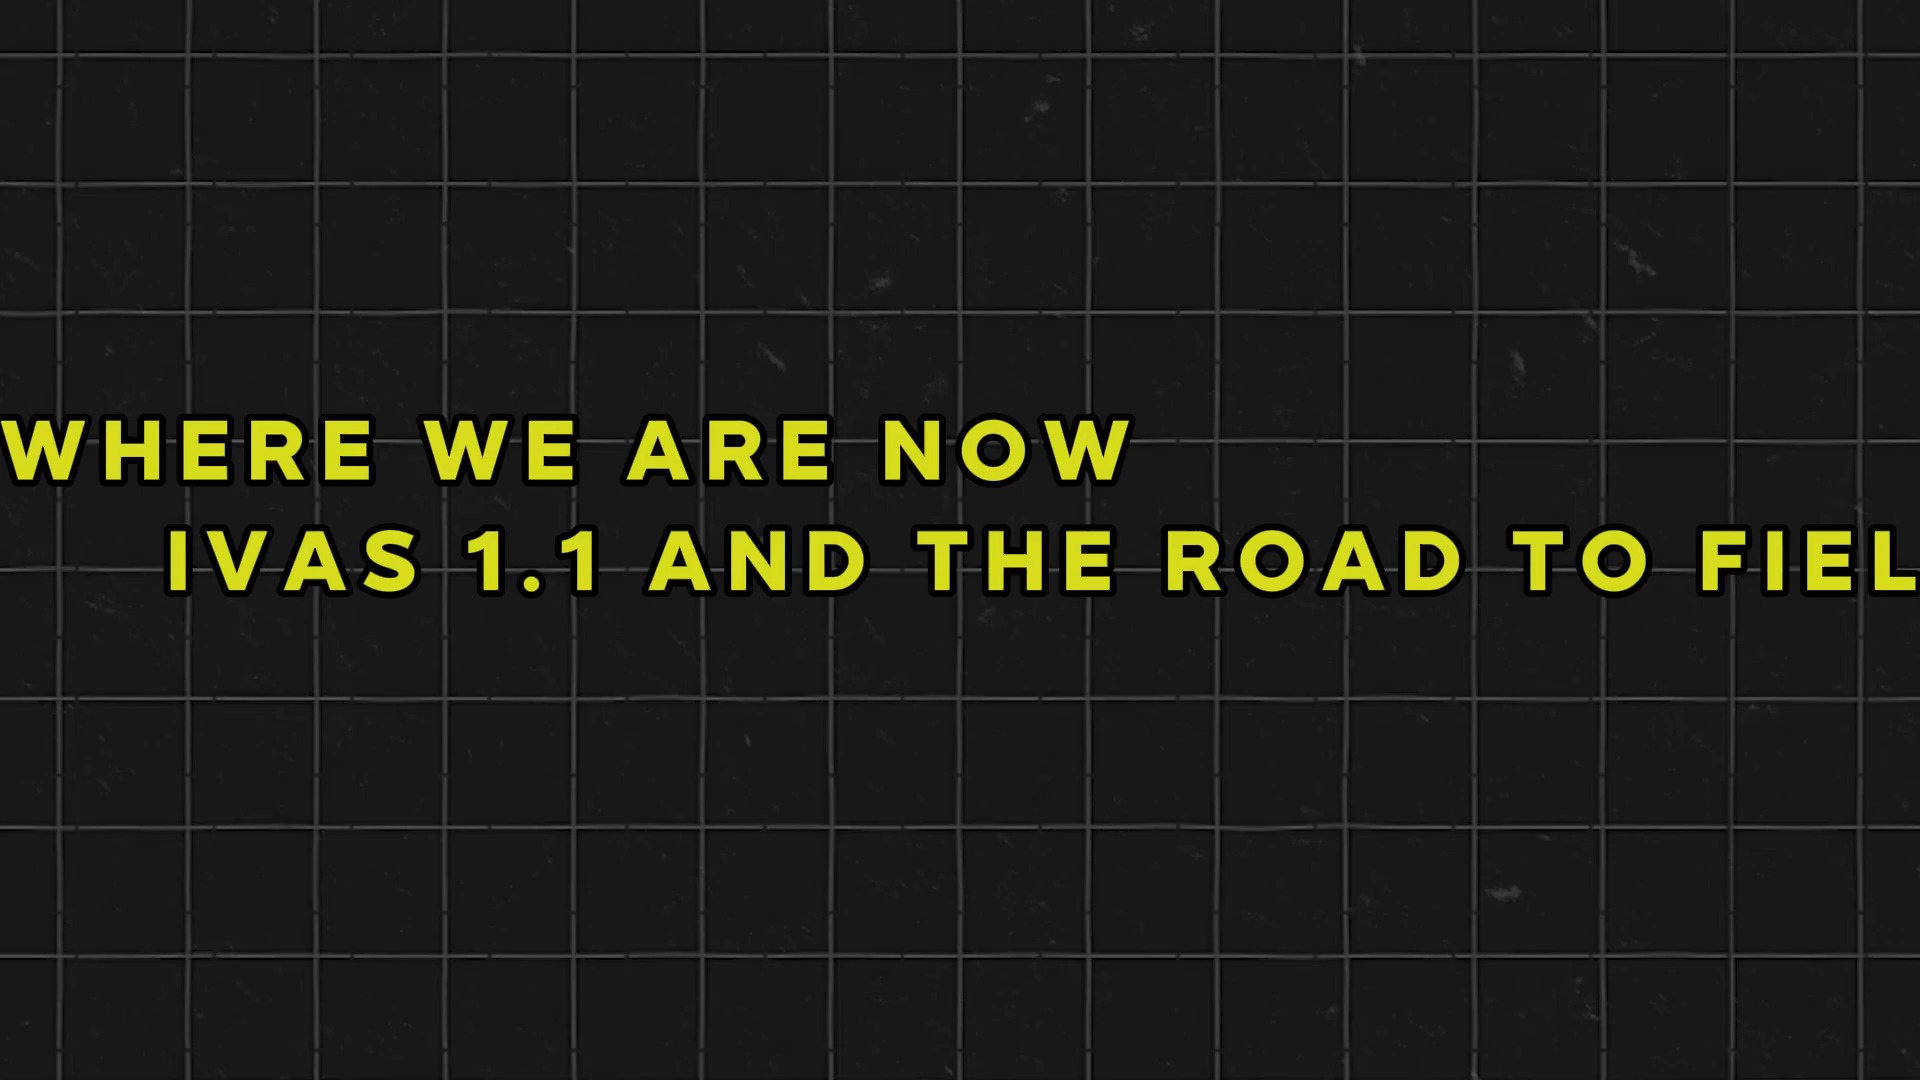 WHERE WE ARE NOW
IVAS 1.1 AND THE ROAD TO FIEL